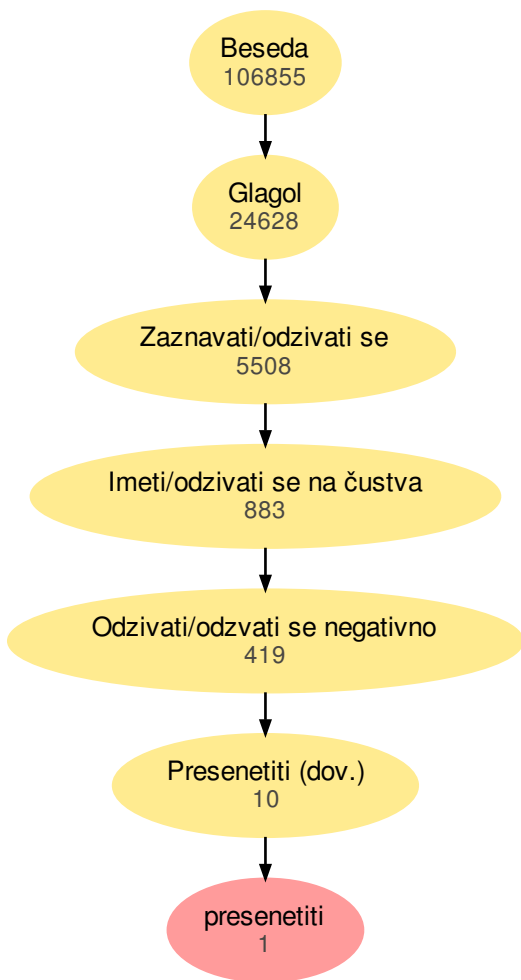 Beseda
106855
Glagol
24628
Zaznavati/odzivati se
5508
Imeti/odzivati se na čustva
883
Odzivati/odzvati se negativno
419
Presenetiti (dov.)
10
presenetiti
1